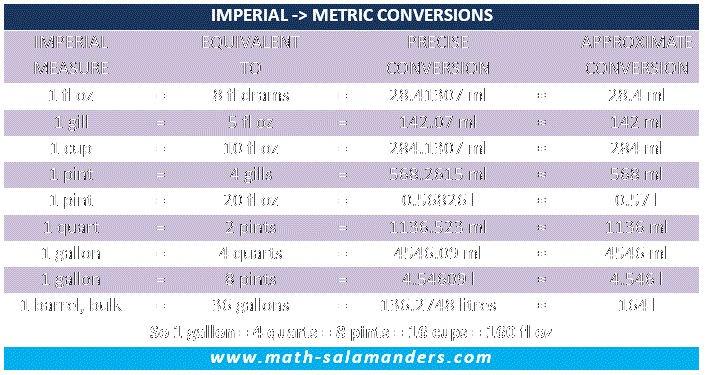 IMPERIAL -> METRIC CONVERSIONS
IMPERIAL MEASURE EQUIVALENT TO PRECISE CONVERSION APPROXIMATE CONVERSION
1 fl oz = 8 fl drams = 28.41307 ml ≈ 28.4 ml
1 gill = 5 fl oz = 142.07 ml ≈ 142 ml
1 cup = 10 fl oz = 284.1307 ml ≈ 284 ml
1 pint = 4 gills = 568.2615 ml ≈ 568 ml
1 pint = 20 fl oz = 0.56826 l ≈ 0.57 l
1 quart = 2 pints = 1136.523 ml ≈ 1136 ml
1 gallon = 4 quarts = 4546.09 ml ≈ 4546 ml
1 gallon = 8 pints = 4.54609 l ≈ 4.546 l
1 barrel, bulk = 36 gallons = 136.2748 litres ≈ 164 l
So 1 gallon = 4 quarts = 8 pints = 16 cups = 160 fl oz
www.math-salamanders.com